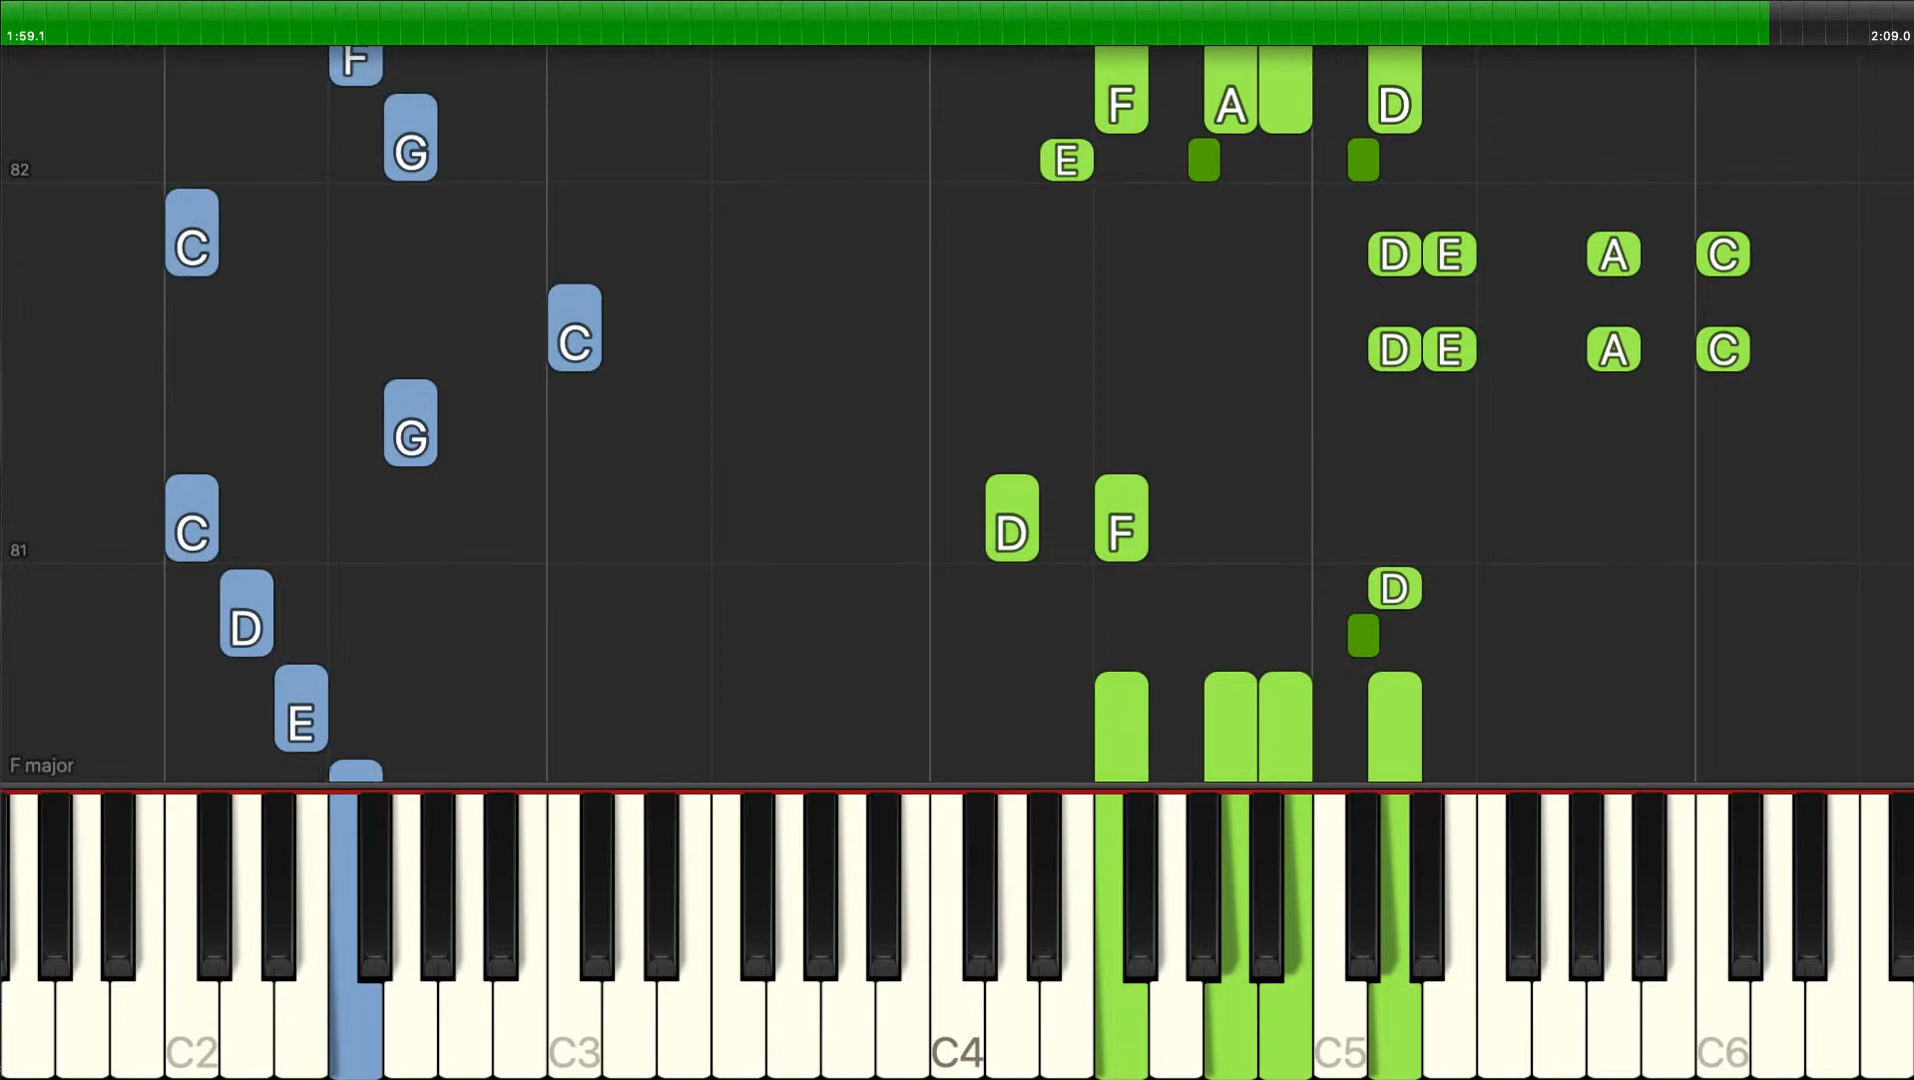 1:59.1 2:09.0
F
G F A D
82 E
C D E A C
C D E A C
G
C D F
81
D D
E
F major
C2 C3 C4 C5 C6